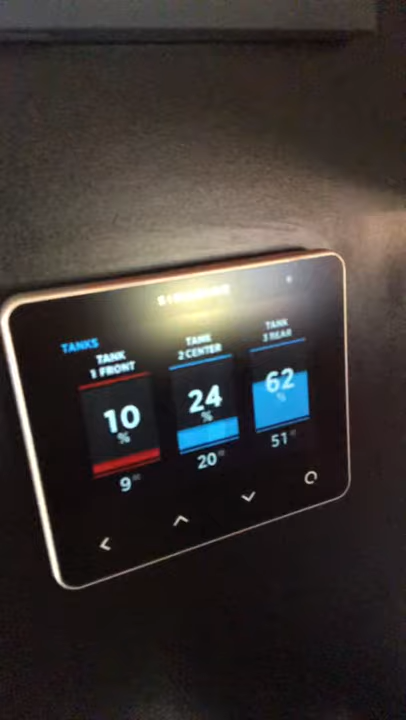 TANKS
TANK
1 FRONT
10
%
9
TANK
2 CENTER
24
%
20
TANK
3 REAR
62
%
51